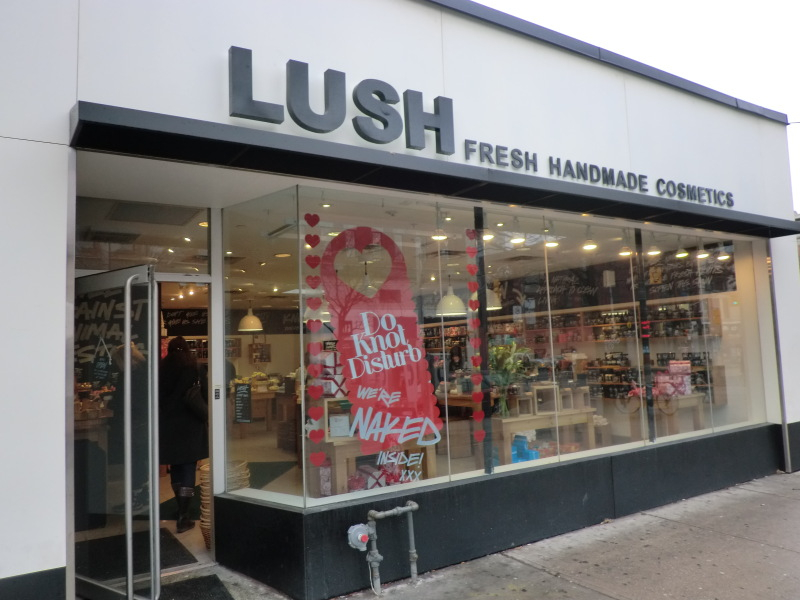 LUSH
FRESH HANDMADE COSMETICS
Do
Knot
Disturb
WE'RE
NAKED
INSIDE!
XXX